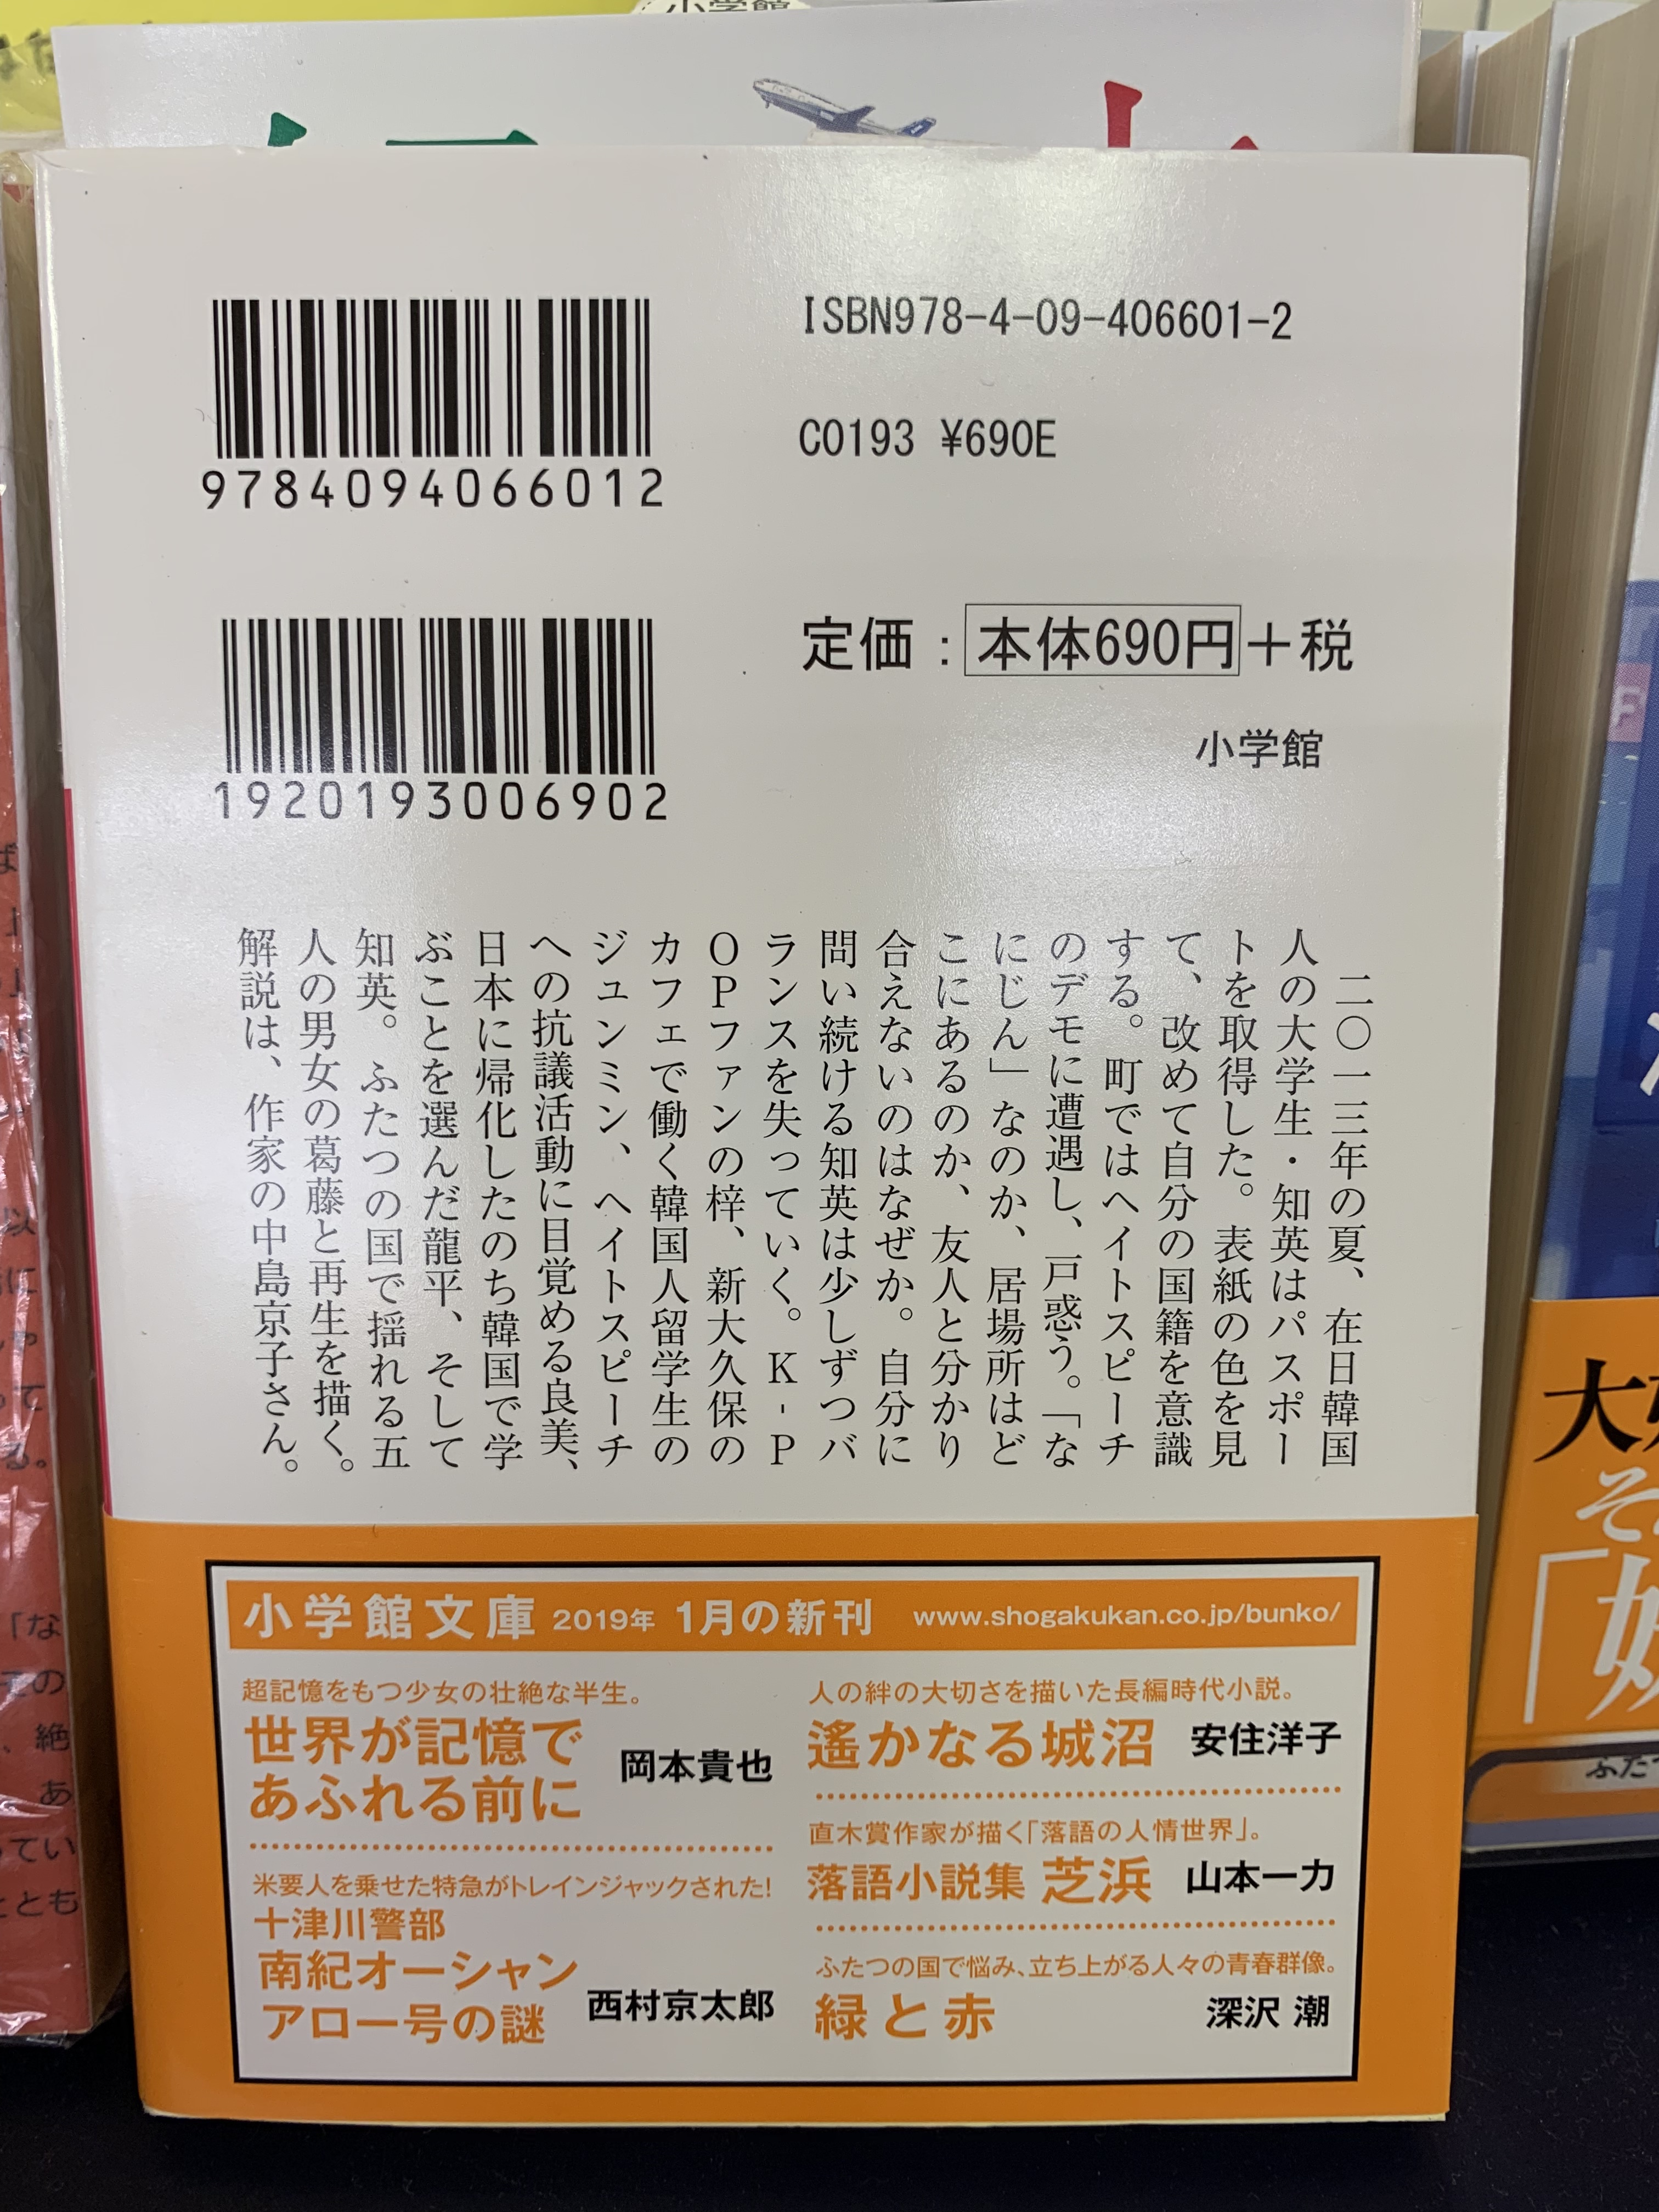 小学館
ISBN978-4-09-406601-2
C0193 ¥690E
9784094066012
定価：本体690円＋税
1920193006902
小学館
二〇一三年の夏、在日韓国
人の大学生・知英はパスポー
トを取得した。表紙の色を見
て、改めて自分の国籍を意識
する。町ではヘイトスピーチ
のデモに遭遇し、戸惑う。「な
にじん」なのか、居場所はど
こにあるのか、友人と分かり
合えないのはなぜか。自分に
問い続ける知英は少しずつバ
ランスを失っていく。K-P
OPファンの梓、新大久保の
カフェで働く韓国人留学生の
ジュンミン、ヘイトスピーチ
への抗議活動に目覚める良美、
日本に帰化したのち韓国で学
ぶことを選んだ龍平、そして
知英。ふたつの国で揺れる五
人の男女の葛藤と再生を描く。
解説は、作家の中島京子さん。
小学館文庫 2019年 1月の新刊 www.shogakukan.co.jp/bunko/
超記憶をもつ少女の壮絶な半生。
世界が記憶で
あふれる前に
岡本貴也
米要人を乗せた特急がトレインジャックされた!
十津川警部
南紀オーシャン
アロー号の謎
西村京太郎
人の絆の大切さを描いた長編時代小説。
遙かなる城沼 安住洋子
直木賞作家が描く「落語の人情世界」。
落語小説集 芝浜 山本一力
ふたつの国で悩み、立ち上がる人々の青春群像。
緑と赤 深沢 潮